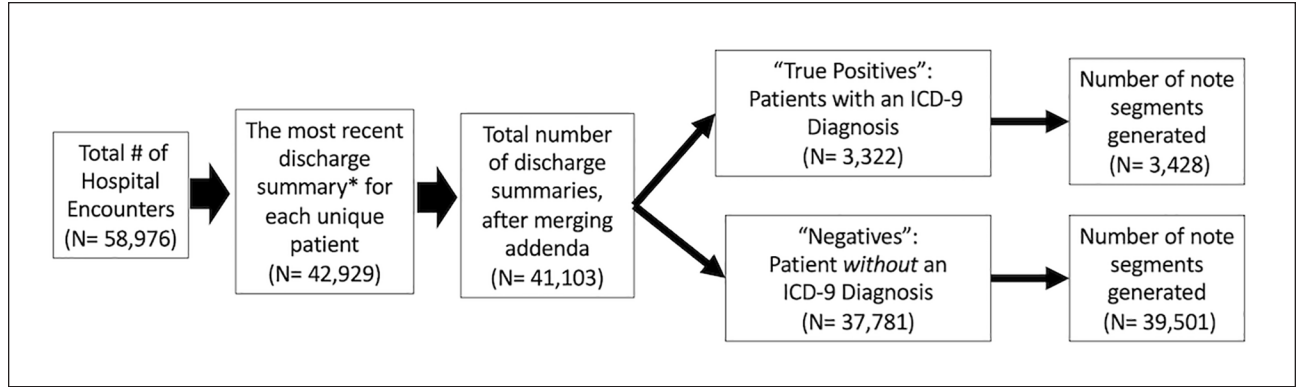 Total # of
Hospital
Encounters
(N= 58,976)
The most recent
discharge
summary* for
each unique
patient
(N= 42,929)
Total number
of discharge
summaries,
after merging
addenda
(N= 41,103)
“True Positives”:
Patients with an ICD-9
Diagnosis
(N= 3,322)
Number of note
segments
generated
(N= 3,428)
“Negatives”:
Patient without an
ICD-9 Diagnosis
(N= 37,781)
Number of note
segments
generated
(N= 39,501)